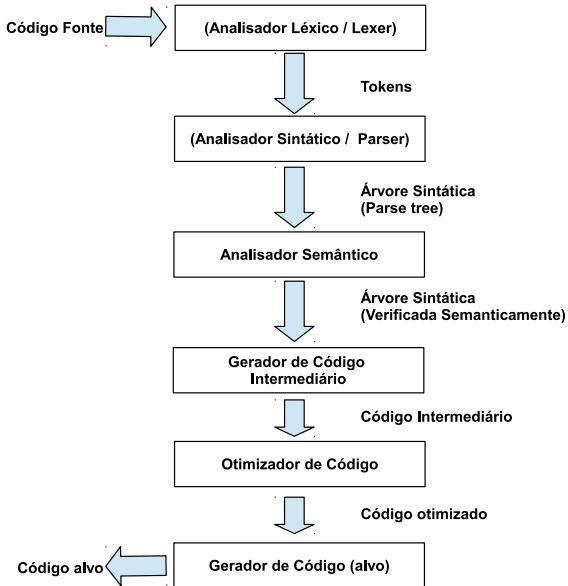 Código Fonte
(Analisador Léxico / Lexer)
Tokens
(Analisador Sintático / Parser)
Árvore Sintática
(Parse tree)
Analisador Semântico
Árvore Sintática
(Verificada Semanticamente)
Gerador de Código
Intermediário
Código Intermediário
Otimizador de Código
Código otimizado
Gerador de Código (alvo)
Código alvo